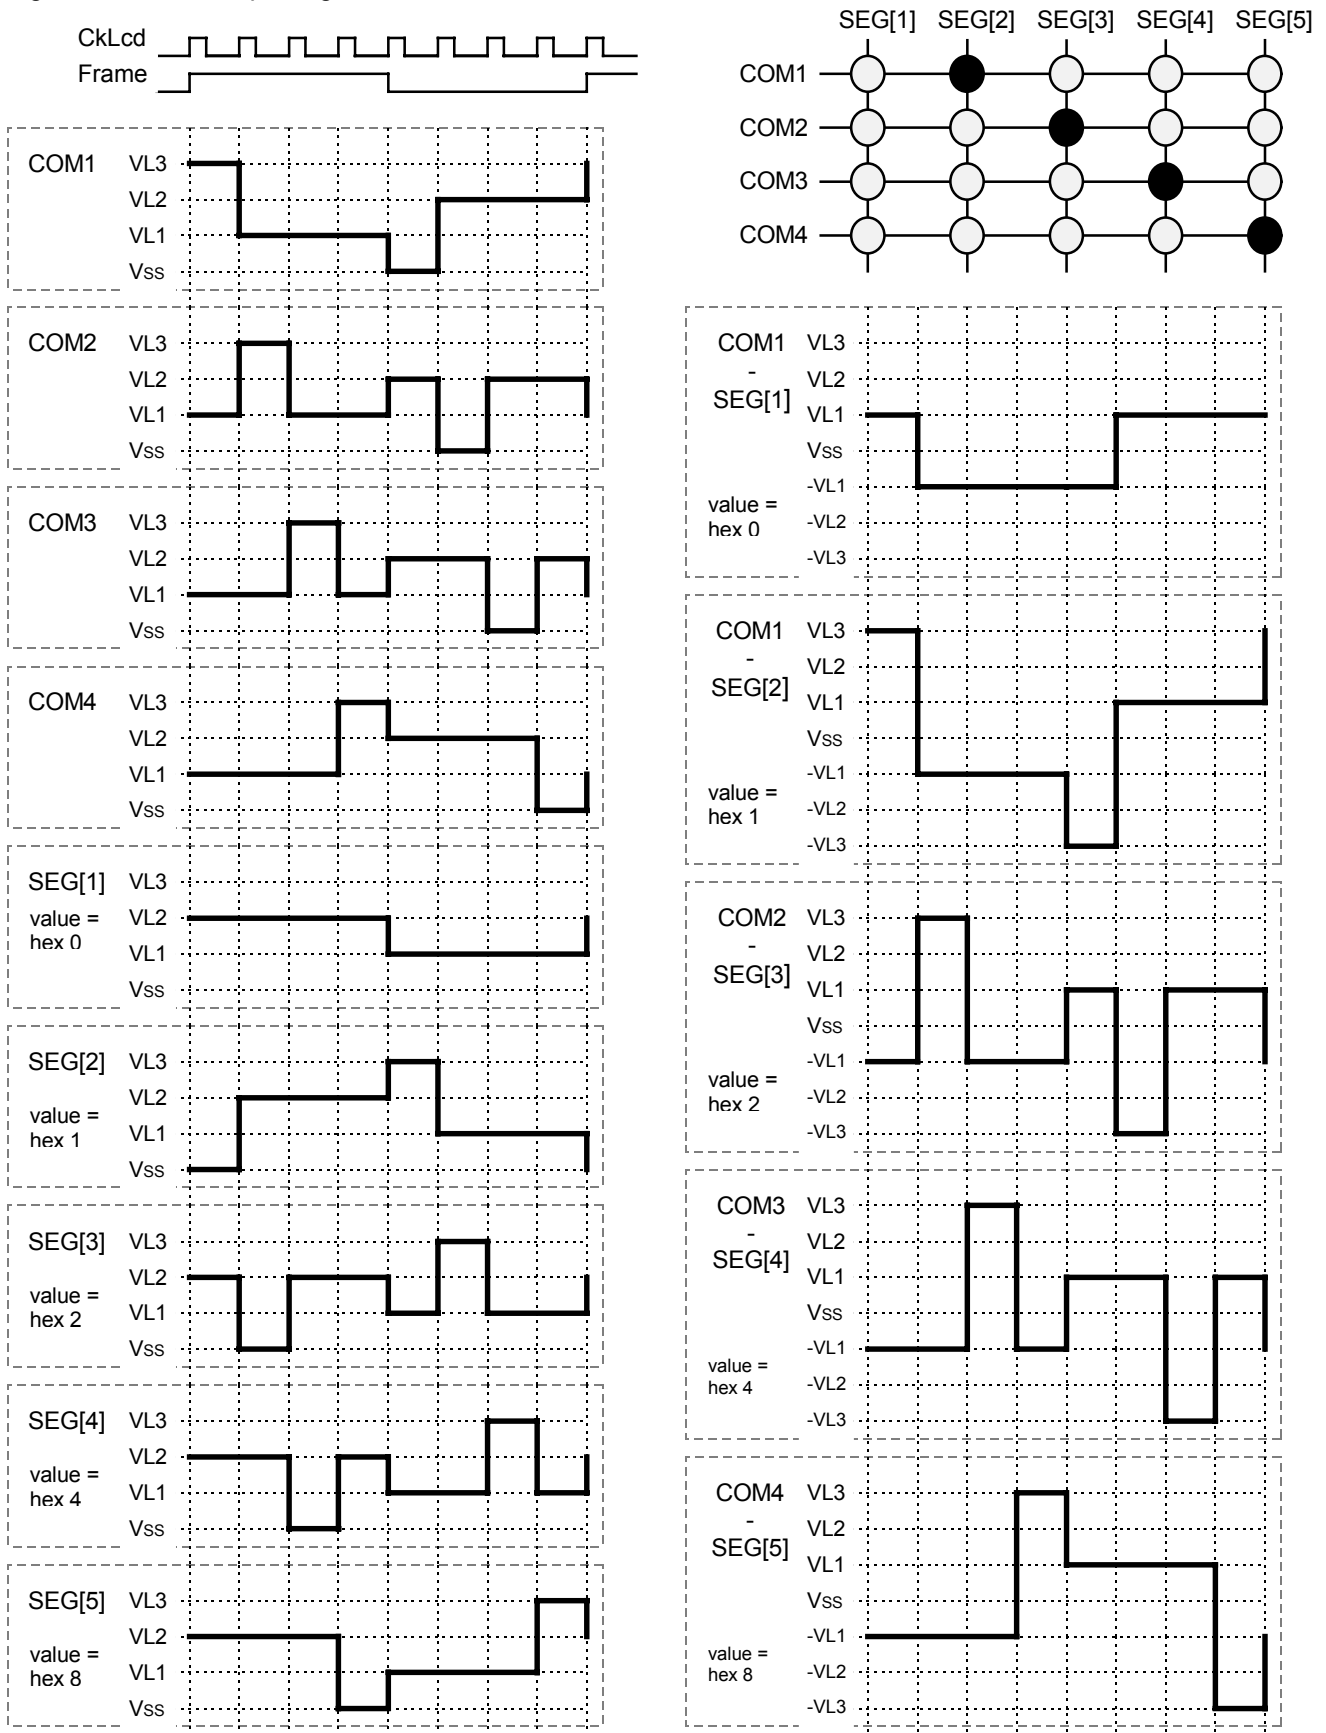 CkLcd
Frame
COM1 VL3
VL2
VL1
Vss
COM2 VL3
VL2
VL1
Vss
COM3 VL3
VL2
VL1
Vss
COM4 VL3
VL2
VL1
Vss
SEG[1] VL3
value = VL2
hex 0 VL1
Vss
SEG[2] VL3
VL2
value =
hex 1 VL1
Vss
SEG[3] VL3
VL2
value =
hex 2 VL1
Vss
SEG[4] VL3
VL2
value =
hex 4 VL1
Vss
SEG[5] VL3
VL2
value =
hex 8 VL1
Vss
SEG[1] SEG[2] SEG[3] SEG[4] SEG[5]
COM1
COM2
COM3
COM4
COM1 VL3
- VL2
SEG[1] VL1
Vss
-VL1
value = -VL2
hex 0
-VL3
COM1 VL3
- VL2
SEG[2] VL1
Vss
-VL1
value = -VL2
hex 1
-VL3
COM2 VL3
- VL2
SEG[3] VL1
Vss
-VL1
value = -VL2
hex 2
-VL3
COM3 VL3
- VL2
SEG[4] VL1
Vss
-VL1
value =
hex 4 -VL2
-VL3
COM4 VL3
- VL2
SEG[5] VL1
Vss
-VL1
value =
hex 8 -VL2
-VL3